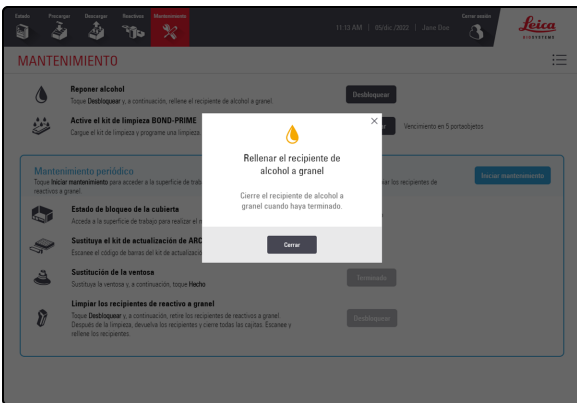 Estado Precargar Descargar Reactivos Mantenimiento
11:13 AM | 05/dic./2022 | Jane Doe
Cerrar sesión
Leica
BIOSYSTEMS
MANTENIMIENTO
Reponer alcohol
Toque Desbloquear y, a continuación, rellene el recipiente de alcohol a granel.
Desbloquear
Active el kit de limpieza BOND-PRIME
Cargue el kit de limpieza y programe una limpieza.
Vencimiento en 5 portaobjetos
Rellenar el recipiente de
alcohol a granel
Cierre el recipiente de alcohol a
granel cuando haya terminado.
Cerrar
Mantenimiento periódico
Toque Iniciar mantenimiento para acceder a la superficie de
los recipientes de
reactivos a granel.
Iniciar mantenimiento
Estado de bloqueo de la cubierta
Acceda a la superficie de trabajo para realizar el
Sustituya el kit de actualización de ARC
Escanee el código de barras del kit de
Sustitución de la ventosa
Sustituya la ventosa y, a continuación, toque Hecho
Terminado
Limpiar los recipientes de reactivo a granel
Toque Desbloquear y, a continuación, retire los recipientes de reactivos a granel.
Después de la limpieza, devuelva los recipientes y cierre todas las cajitas. Escanee y
rellene los recipientes.
Desbloquear